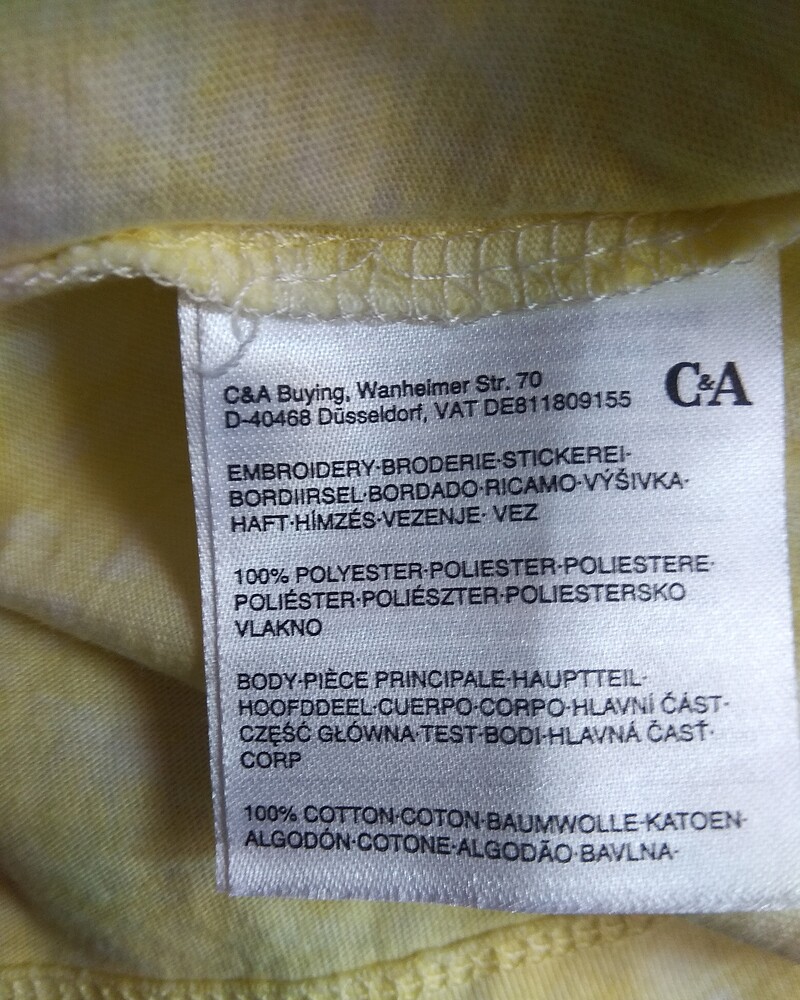 C&A Buying, Wanheimer Str. 70
D-40468 Düsseldorf, VAT DE811809155
C&A
EMBROIDERY·BRODERIE·STICKEREI·
BORDIIRSEL·BORDADO·RICAMO·VÝŠIVKA·
HAFT·HÍMZÉS·VEZENJE· VEZ
100% POLYESTER·POLIESTER·POLIESTERE·
POLIÉSTER·POLIÉSZTER·POLIESTERSKO
VLAKNO
BODY·PIÈCE PRINCIPALE·HAUPTTEIL·
HOOFDDEEL·CUERPO·CORPO·HLAVNÍ ČÁST·
CZĘŚĆ GŁÓWNA·TEST·BODI·HLAVNÁ ČASŤ·
CORP
100% COTTON·COTON·BAUMWOLLE·KATOEN·
ALGODÓN·COTONE·ALGODÃO·BAVLNA·